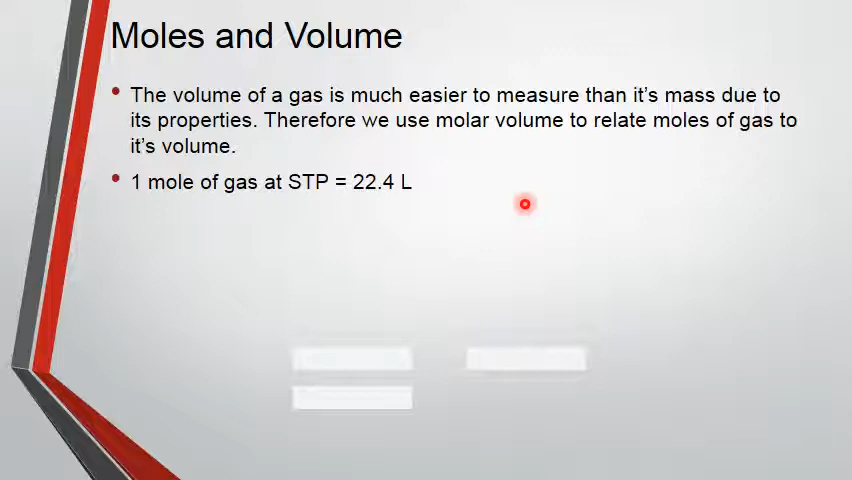 Moles and Volume
• The volume of a gas is much easier to measure than it's mass due to
its properties. Therefore we use molar volume to relate moles of gas to
it's volume.
• 1 mole of gas at STP = 22.4 L